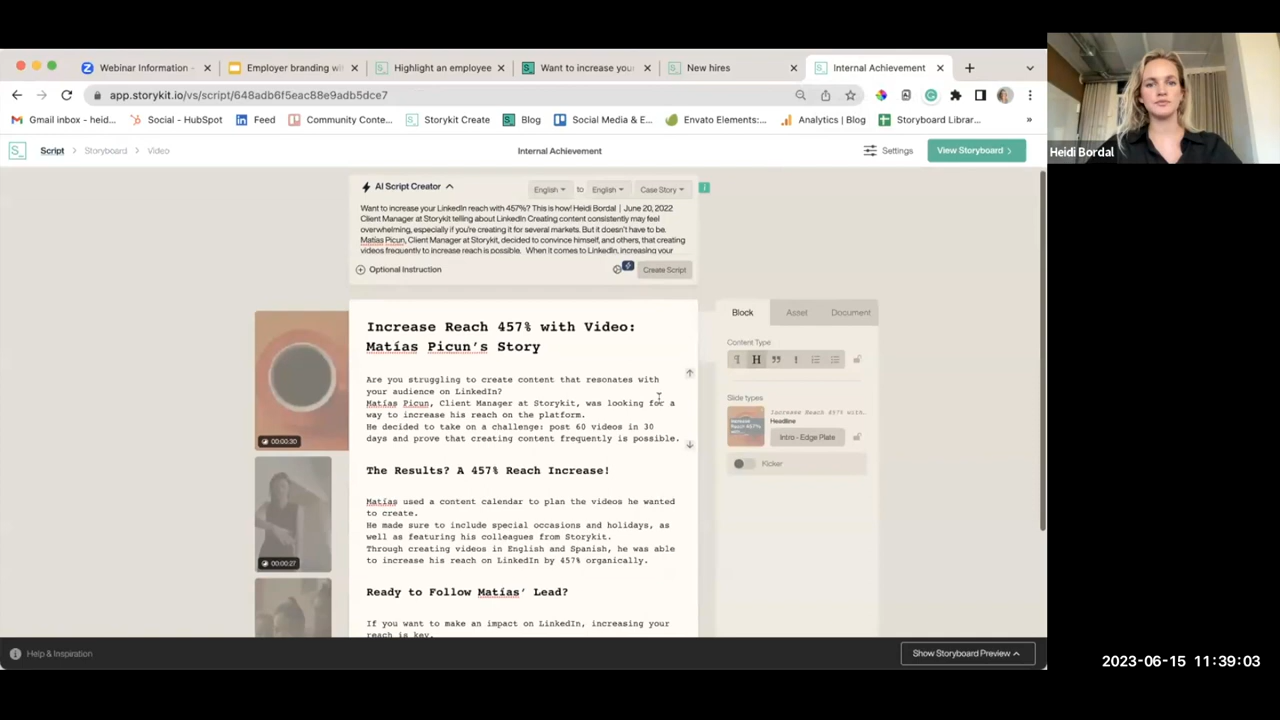 Webinar Information -
Employer branding wi
Highlight an employee
Want to increase your
New hires
Internal Achievement
app.storykit.io/vs/script/648adb6f5eac88e9adb5dce7
Gmail inbox - heid...
Social - HubSpot
Feed
Community Conte...
Storykit Create
Blog
Social Media & E...
Envato Elements:...
Analytics | Blog
Storyboard Librar...
»
S_
Script > Storyboard > Video
Internal Achievement
Settings
View Storyboard >
AI Script Creator
English to English
Case Story
Want to increase your LinkedIn reach with 457%? This is how! Heidi Bordal | June 20, 2022
Client Manager at Storykit telling about LinkedIn Creating content consistently may feel
overwhelming, especially if you're creating it for several markets. But it doesn't have to be.
Matías Picun, Client Manager at Storykit, decided to convince himself, and others, that creating
videos frequently to increase reach is possible. When it comes to LinkedIn, increasing your
Optional Instruction
Create Script
Increase Reach 457% with Video:
Matías Picun's Story
Are you struggling to create content that resonates with
your audience on LinkedIn?
Matías Picun, Client Manager at Storykit, was looking for a
way to increase his reach on the platform.
He decided to take on a challenge: post 60 videos in 30
days and prove that creating content frequently is possible.
The Results? A 457% Reach Increase!
Matías used a content calendar to plan the videos he wanted
to create.
He made sure to include special occasions and holidays, as
well as featuring his colleagues from Storykit.
Through creating videos in English and Spanish, he was able
to increase his reach on LinkedIn by 457% organically.
Ready to Follow Matías' Lead?
If you want to make an impact on LinkedIn, increasing your
reach is key.
00:00:30
00:00:27
Block
Asset
Document
Content Type
H
Slide types
Increase Reach 457% with..
Headline
Intro - Edge Plate
Kicker
Help & Inspiration
Show Storyboard Preview
Heidi Bordal
2023-06-15 11:39:03